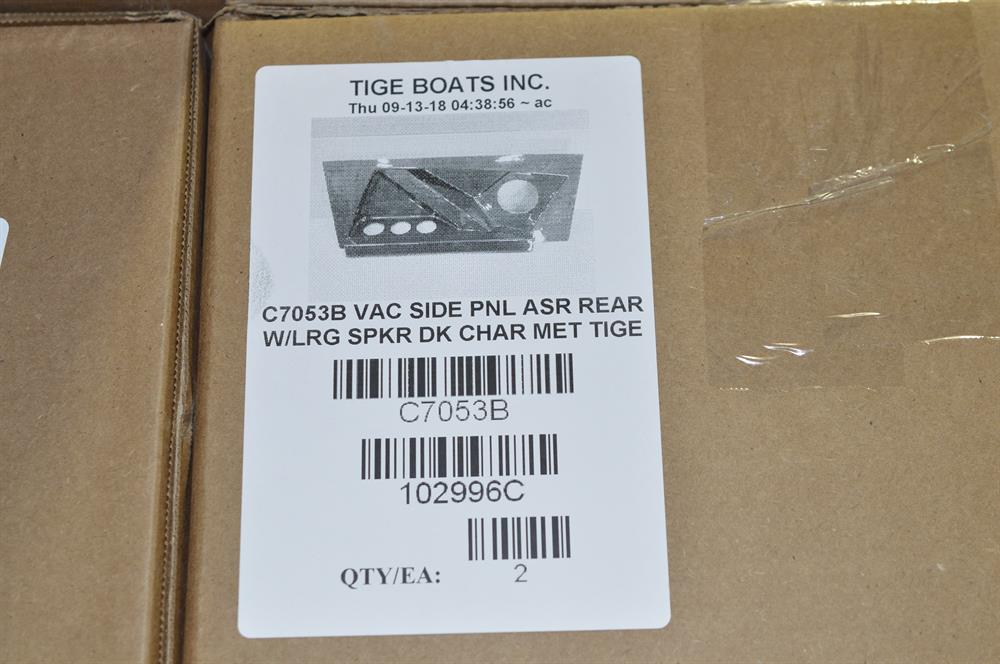 TIGE BOATS INC.
Thu 09-13-18 04:38:56 ~ ac
C7053B VAC SIDE PNL ASR REAR
W/LRG SPKR DK CHAR MET TIGE
C7053B
102996C
QTY/EA: 2